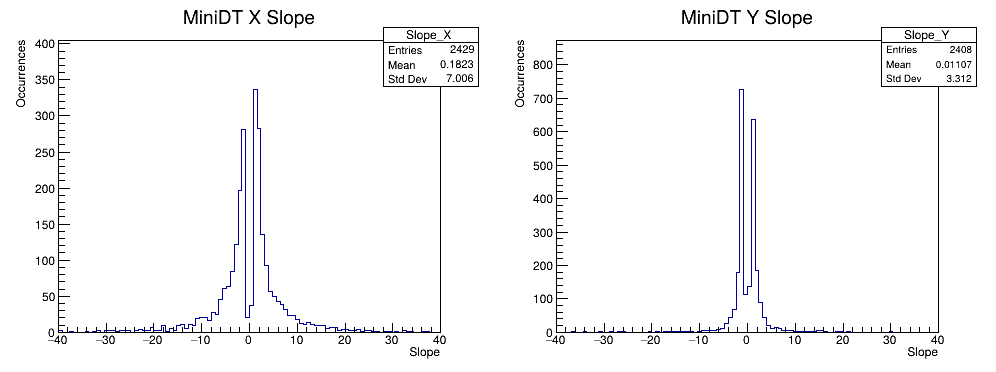 MiniDT X Slope
Slope_X
Entries 2429
Mean 0.1823
Std Dev 7.006
Occurrences
400
350
300
250
200
150
100
50
0
−40 −30 −20 −10 0 10 20 30 40
Slope
MiniDT Y Slope
Slope_Y
Entries 2408
Mean 0.01107
Std Dev 3.312
Occurrences
800
700
600
500
400
300
200
100
0
−40 −30 −20 −10 0 10 20 30 40
Slope